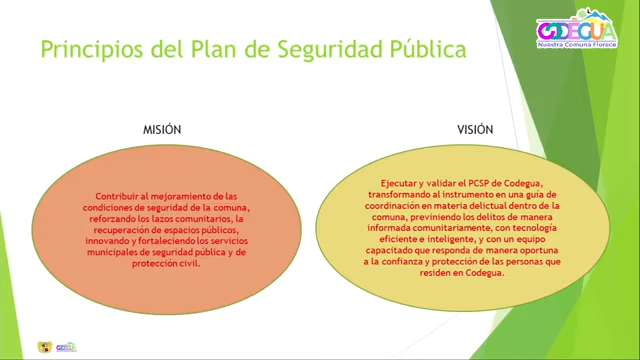 CODEGUA
Nuestra Comuna Florece
Principios del Plan de Seguridad Pública
MISIÓN
Contribuir al mejoramiento de las
condiciones de seguridad de la comuna,
reforzando los lazos comunitarios, la
recuperación de espacios públicos,
innovando y fortaleciendo los servicios
municipales de seguridad pública y de
protección civil.
VISIÓN
Ejecutar y validar el PCSP de Codegua,
transformando al instrumento en una guía de
coordinación en materia delictual dentro de la
comuna, previniendo los delitos de manera
informada comunitariamente, con tecnología
eficiente e inteligente, y con un equipo
capacitado que responda de manera oportuna
a la confianza y protección de las personas que
residen en Codegua.
CODEGUA